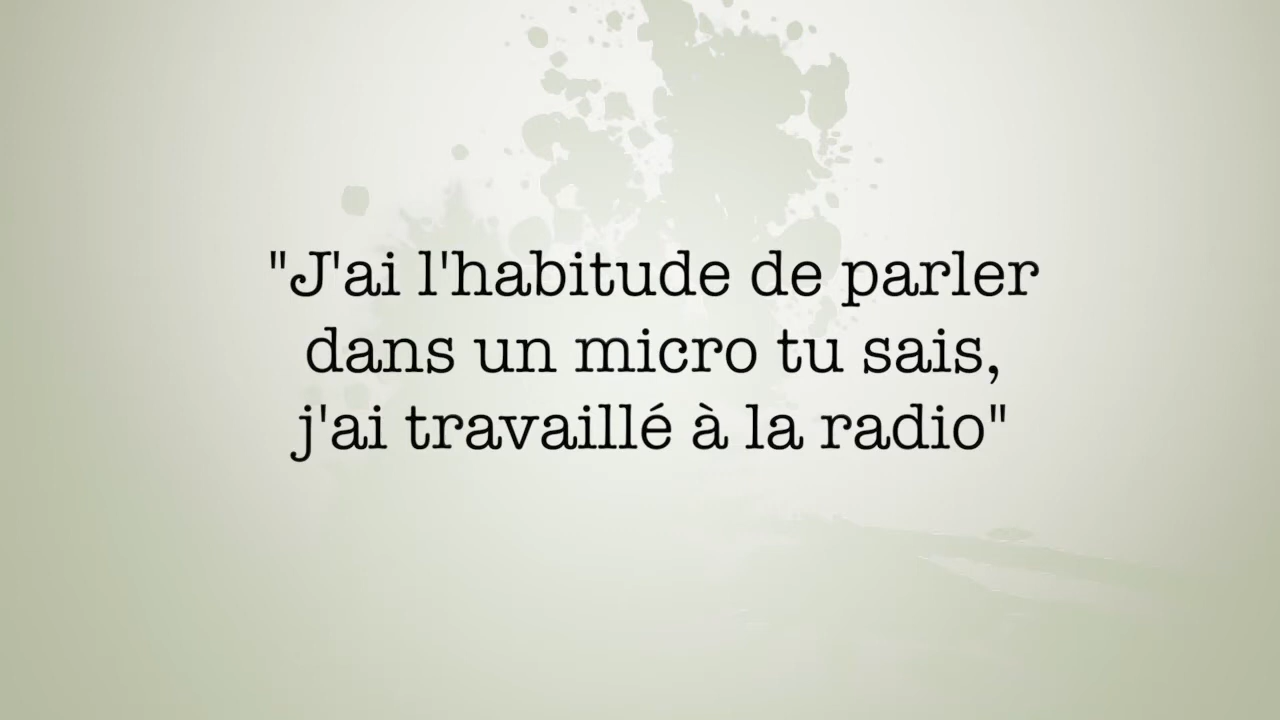 "J'ai l'habitude de parler
dans un micro tu sais,
j'ai travaillé à la radio"